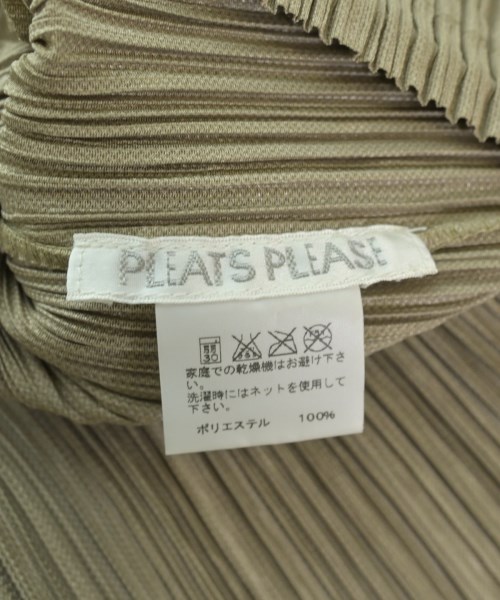 PLEATS PLEASE
家庭での乾燥機はお避け下さ
い。
洗濯時にはネットを使用して
下さい。
ポリエステル 100%